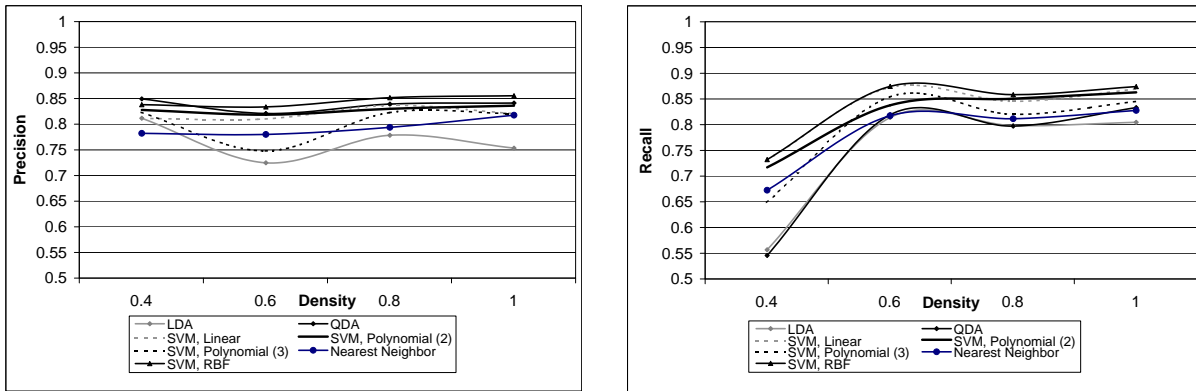 1
0.95
0.9
0.85
0.8
0.75
0.7
0.65
0.6
0.55
0.5
Precision
0.4 0.6 Density 0.8 1
LDA QDA
SVM, Linear SVM, Polynomial (2)
SVM, Polynomial (3) Nearest Neighbor
SVM, RBF
1
0.95
0.9
0.85
0.8
0.75
0.7
0.65
0.6
0.55
0.5
Recall
0.4 0.6 Density 0.8 1
LDA QDA
SVM, Linear SVM, Polynomial (2)
SVM, Polynomial (3) Nearest Neighbor
SVM, RBF